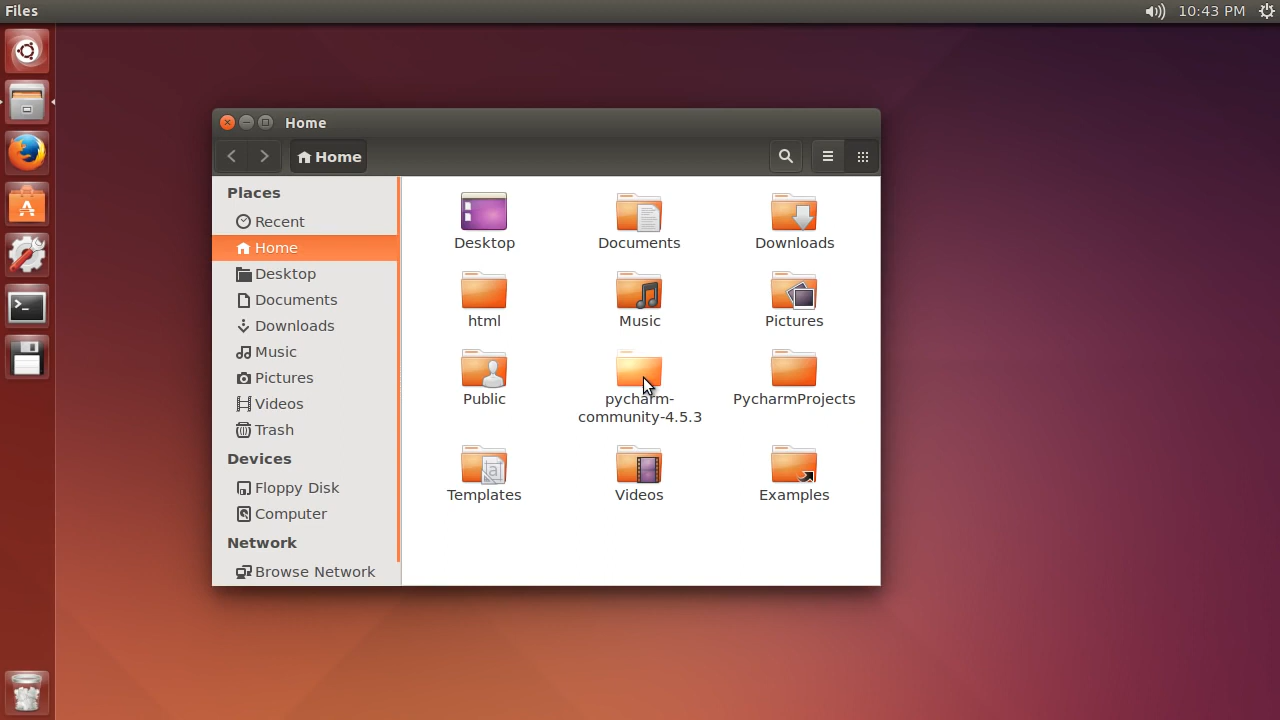 Files
10:43 PM
Home
Home
Places
Recent
Home
Desktop
Documents
Downloads
Music
Pictures
Videos
Trash
Devices
Floppy Disk
Computer
Network
Browse Network
Desktop
Documents
Downloads
html
Music
Pictures
Public
pycharm-
community-4.5.3
PycharmProjects
Templates
Videos
Examples